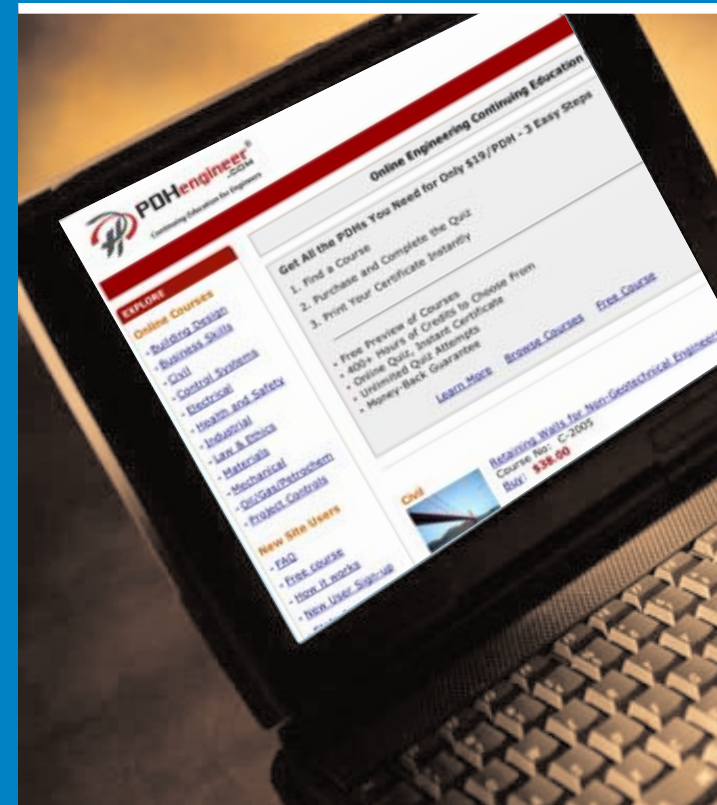 PDHengineer®
.COM
Continuing Education for Engineers
Online Engineering Continuing Education
EXPLORE
Online Courses
- Building Design
- Business Skills
- Civil
- Control Systems
- Electrical
- Health and Safety
- Industrial
- Law & Ethics
- Materials
- Mechanical
- Oil/Gas/Petrochem
- Project Controls
New Site Users
- FAQ
- Free course
- How it works
- New User Sign-up
Get All the PDHs You Need for Only $19/PDH - 3 Easy Steps
1. Find a Course
2. Purchase and Complete the Quiz
3. Print Your Certificate Instantly
• Free Preview of Courses
• 400+ Hours of Credits to Choose From
• Online Quiz, Instant Certificate
• Unlimited Quiz Attempts
• Money-Back Guarantee
Learn More Browse Courses Free Course
Civil
Retaining Walls for Non-Geotechnical Engineer
Course No: C-2005
Buy: $38.00